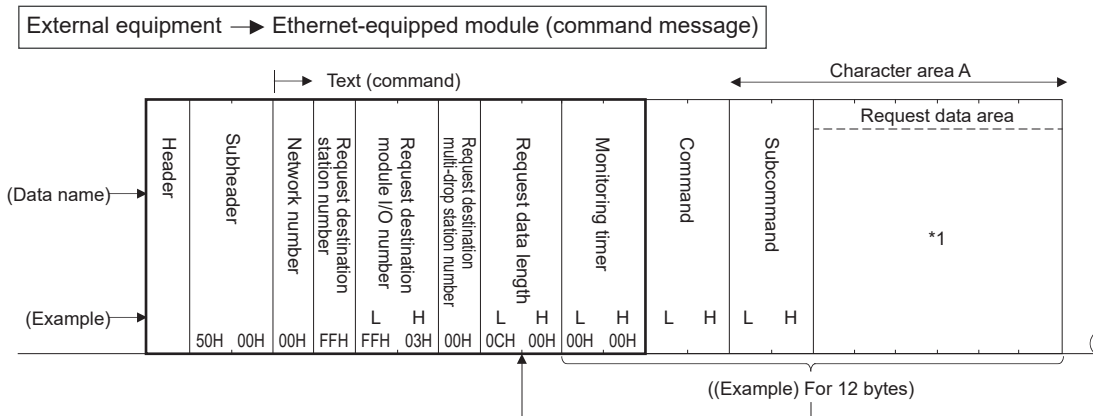 External equipment → Ethernet-equipped module (command message)
Text (command)
Character area A
Request data area
(Data name)
Header
Subheader
Network number
Request destination
station number
Request destination
module I/O number
Request destination
multi-drop station number
Request data length
Monitoring timer
Command
Subcommand
*1
(Example)
L H L H L H L H L H
50H 00H 00H FFH FFH 03H 00H 0CH 00H 00H 00H
((Example) For 12 bytes)